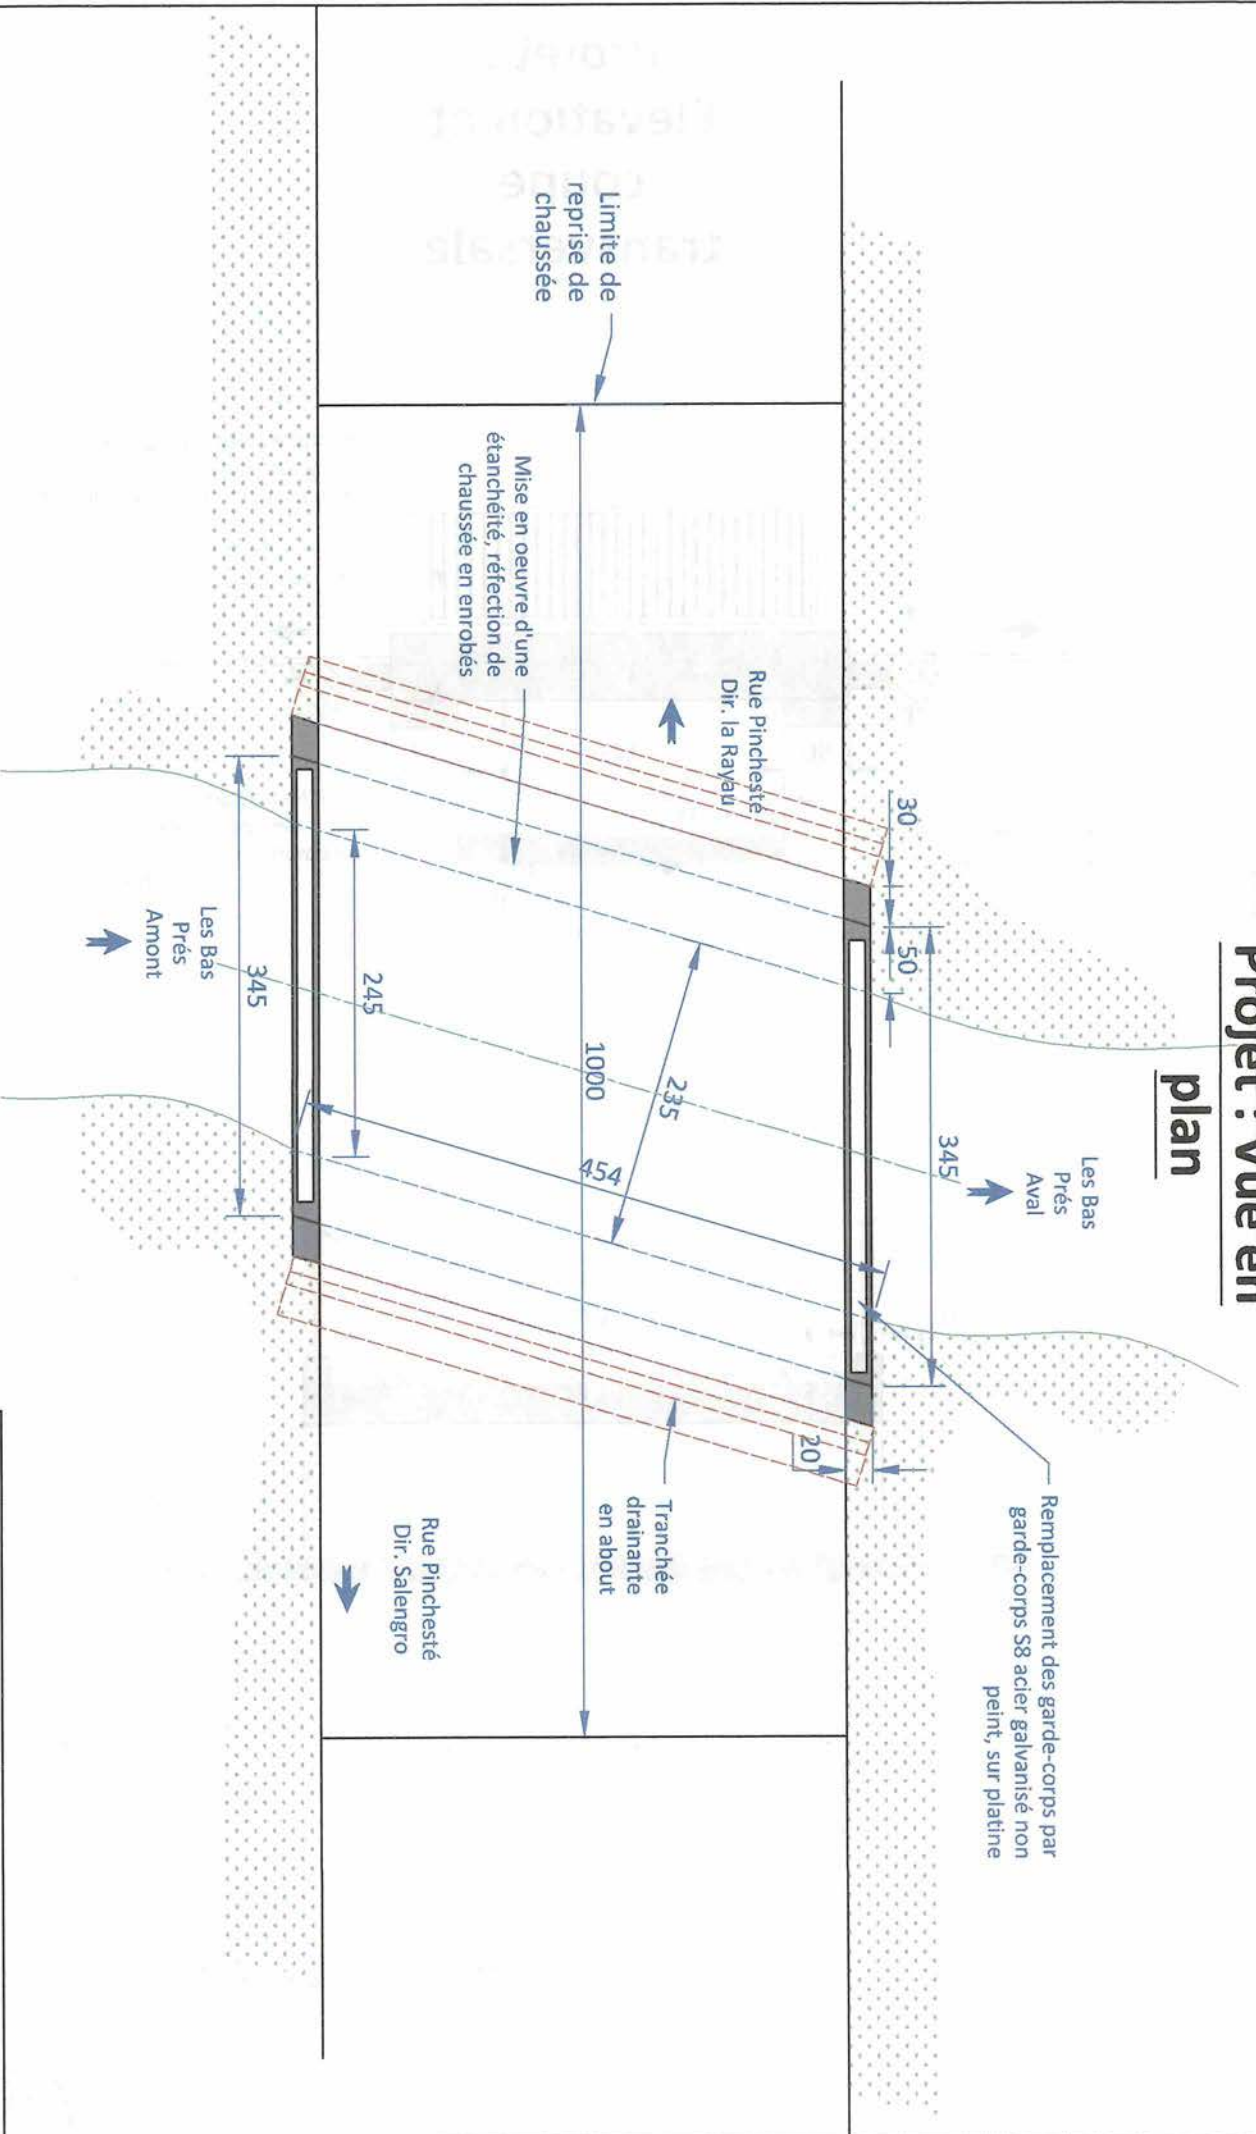 Projet : Vue en
plan
Les Bas
Prés
Aval
Remplacement des garde-corps par
garde-corps S8 acier galvanisé non
peint, sur platine
345
30
50
20
Rue Pinchesté
Dir. la Rayau
Limite de
reprise de
chaussée
Mise en oeuvre d'une
étanchéité, réfection de
chaussée en enrobés
235
1000
454
Tranchée
drainante
en about
Rue Pinchesté
Dir. Salengro
245
345
Les Bas
Prés
Amont